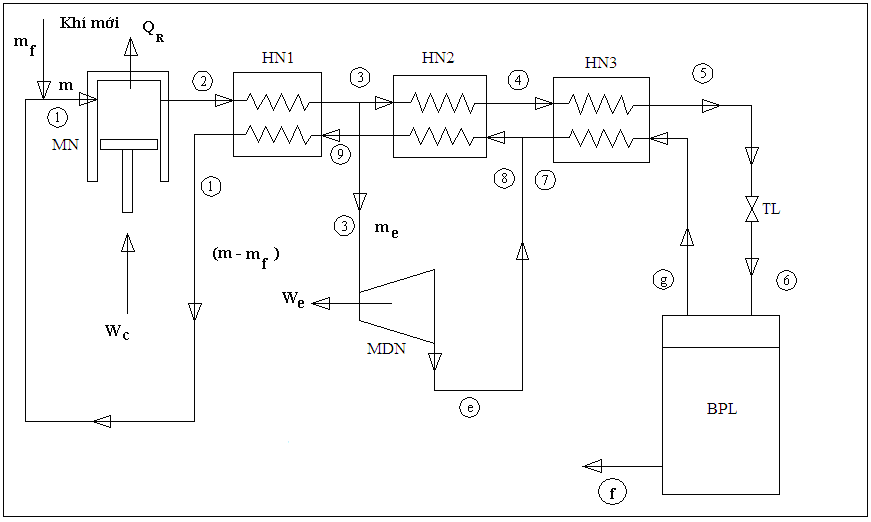 Khí mới
Q_R
m_f
m
1
MN
2
HN1
3
HN2
4
HN3
5
1
9
8
7
TL
3
m_e
(m - m_f )
W_e
W_c
MDN
g
6
e
BPL
f